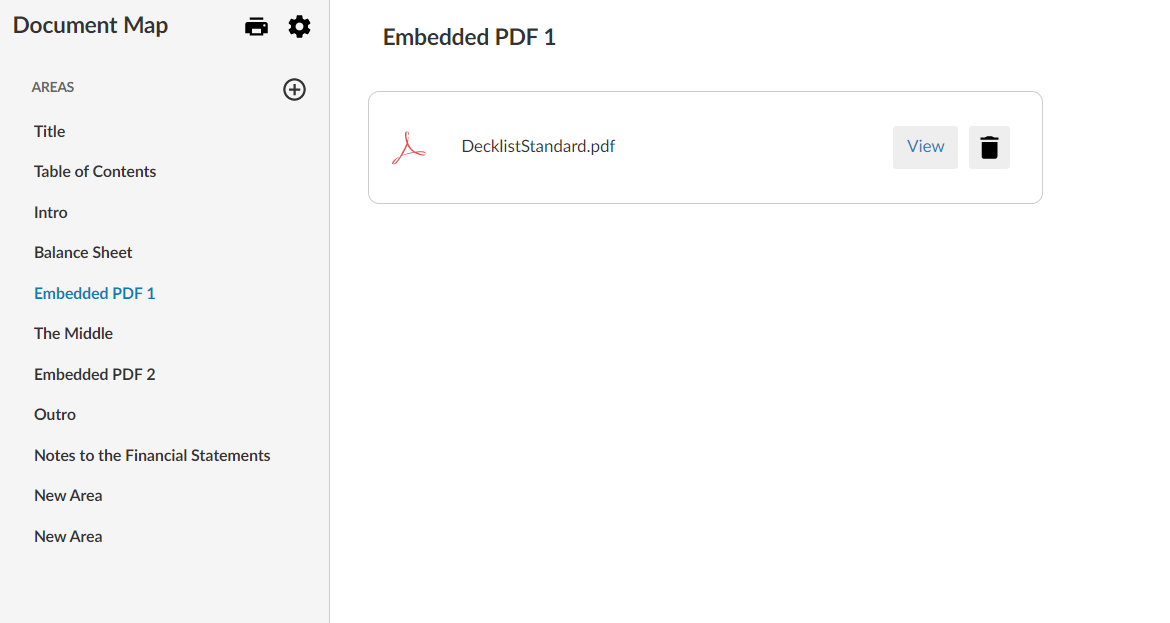 Document Map
AREAS
Title
Table of Contents
Intro
Balance Sheet
Embedded PDF 1
The Middle
Embedded PDF 2
Outro
Notes to the Financial Statements
New Area
New Area
Embedded PDF 1
DecklistStandard.pdf
View